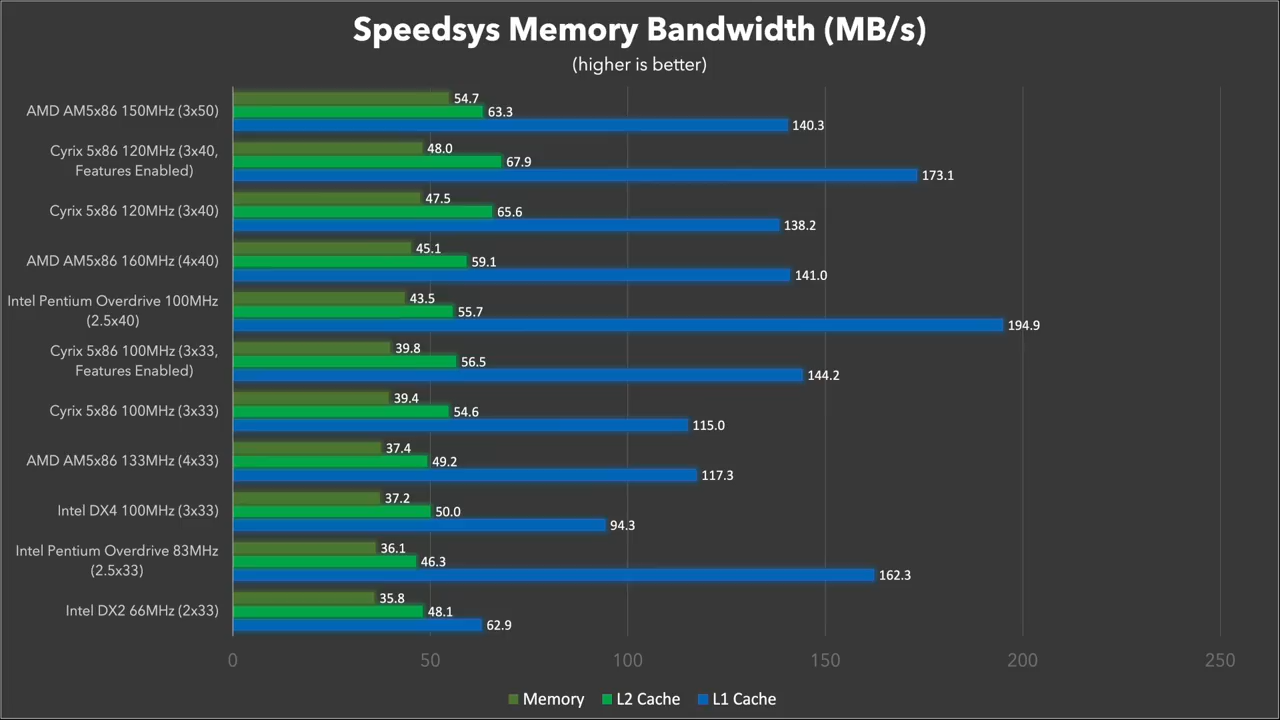 Speedsys Memory Bandwidth (MB/s)
(higher is better)
AMD AM5x86 150MHz (3x50)
54.7
63.3
140.3
Cyrix 5x86 120MHz (3x40,
Features Enabled)
48.0
67.9
173.1
Cyrix 5x86 120MHz (3x40)
47.5
65.6
138.2
AMD AM5x86 160MHz (4x40)
45.1
59.1
141.0
Intel Pentium Overdrive 100MHz
(2.5x40)
43.5
55.7
194.9
Cyrix 5x86 100MHz (3x33,
Features Enabled)
39.8
56.5
144.2
Cyrix 5x86 100MHz (3x33)
39.4
54.6
115.0
AMD AM5x86 133MHz (4x33)
37.4
49.2
117.3
Intel DX4 100MHz (3x33)
37.2
50.0
94.3
Intel Pentium Overdrive 83MHz
(2.5x33)
36.1
46.3
162.3
Intel DX2 66MHz (2x33)
35.8
48.1
62.9
0 50 100 150 200 250
Memory L2 Cache L1 Cache